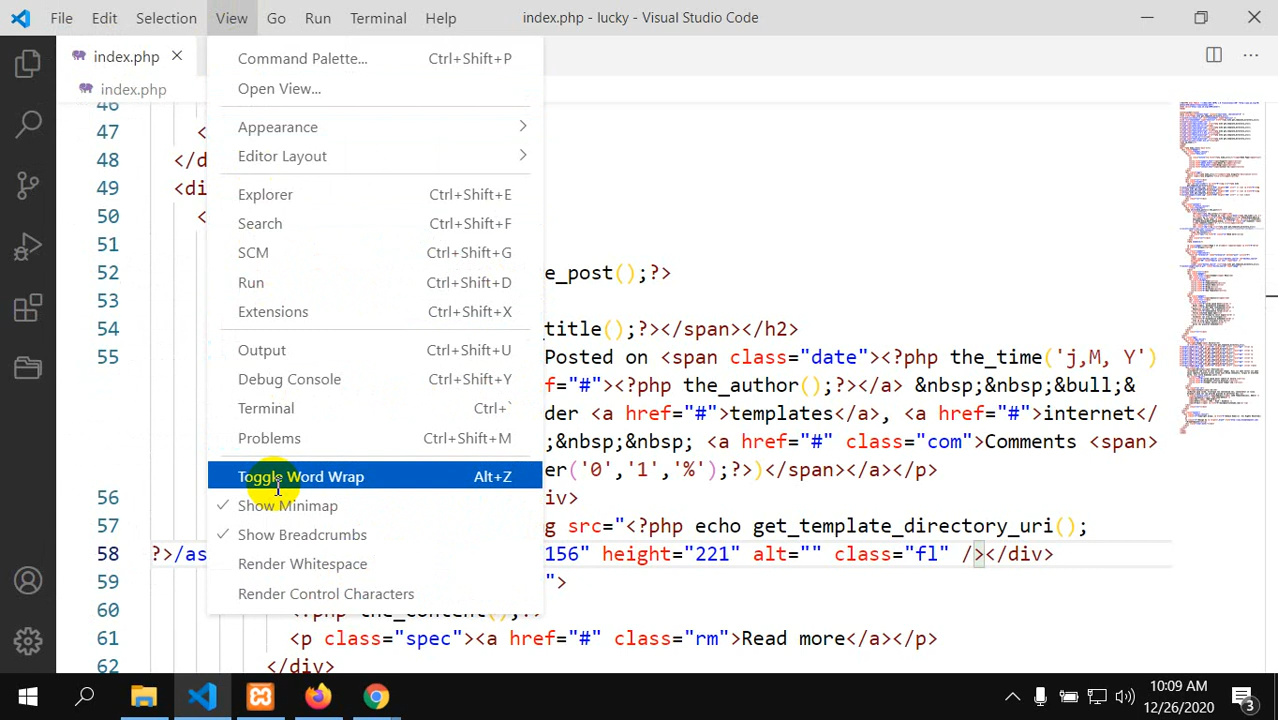 File Edit Selection View Go Run Terminal Help index.php - lucky - Visual Studio Code
index.php
index.php
Command Palette... Ctrl+Shift+P
Open View...
Appearance
Editor Layout
Explorer Ctrl+Shift+E
Search Ctrl+Shift+F
SCM Ctrl+Shift+G
Run Ctrl+Shift+D
Extensions Ctrl+Shift+X
Output Ctrl+Shift+U
Debug Console Ctrl+Shift+Y
Terminal Ctrl+
Problems Ctrl+Shift+M
Toggle Word Wrap Alt+Z
Show Minimap
Show Breadcrumbs
Render Whitespace
Render Control Characters
46
47 <
48 </d
49 <div
50 <
51
52 e_post();?>
53
54 title();?></span></h2>
55 Posted on <span class="date"><?php the_time('j,M, Y')
ef="#"><?php the_author();?></a> &nbsp;&nbsp;&bull;&
der <a href="#">templates</a>, <a href="#">internet</
;&nbsp;&nbsp; <a href="#" class="com">Comments <span>
er('0','1','%');?>)</span></a></p>
56 iv>
57 g src="<?php echo get_template_directory_uri();
58 ?>/as 156" height="221" alt="" class="fl" /></div>
59 ">
60 <?php the_content();?>
61 <p class="spec"><a href="#" class="rm">Read more</a></p>
62 </div>
10:09 AM
12/26/2020
3